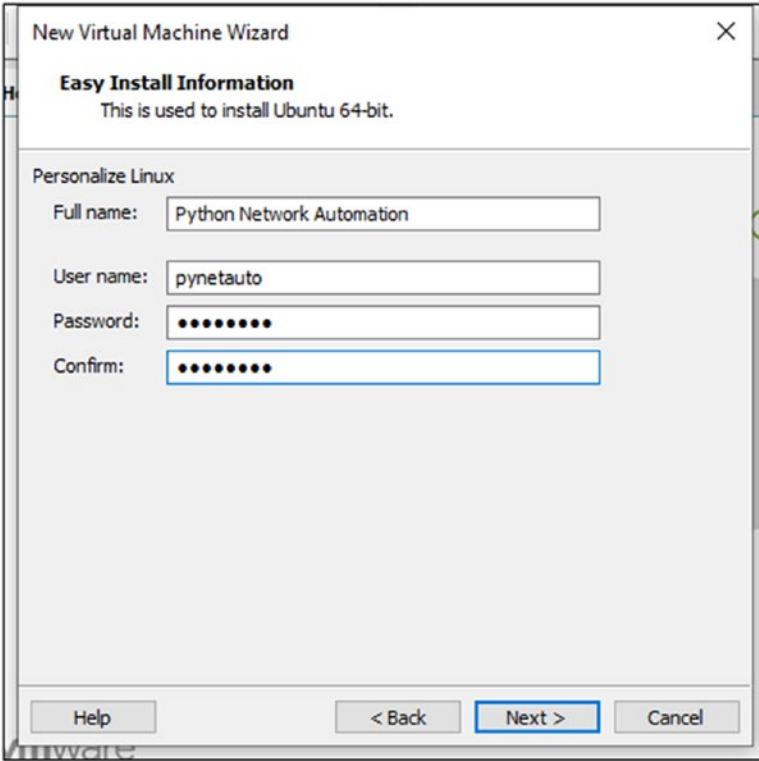 New Virtual Machine Wizard
Easy Install Information
This is used to install Ubuntu 64-bit.
Personalize Linux
Full name: Python Network Automation
User name: pynetauto
Password: ●●●●●●●●
Confirm: ●●●●●●●●
Help < Back Next > Cancel
vmware